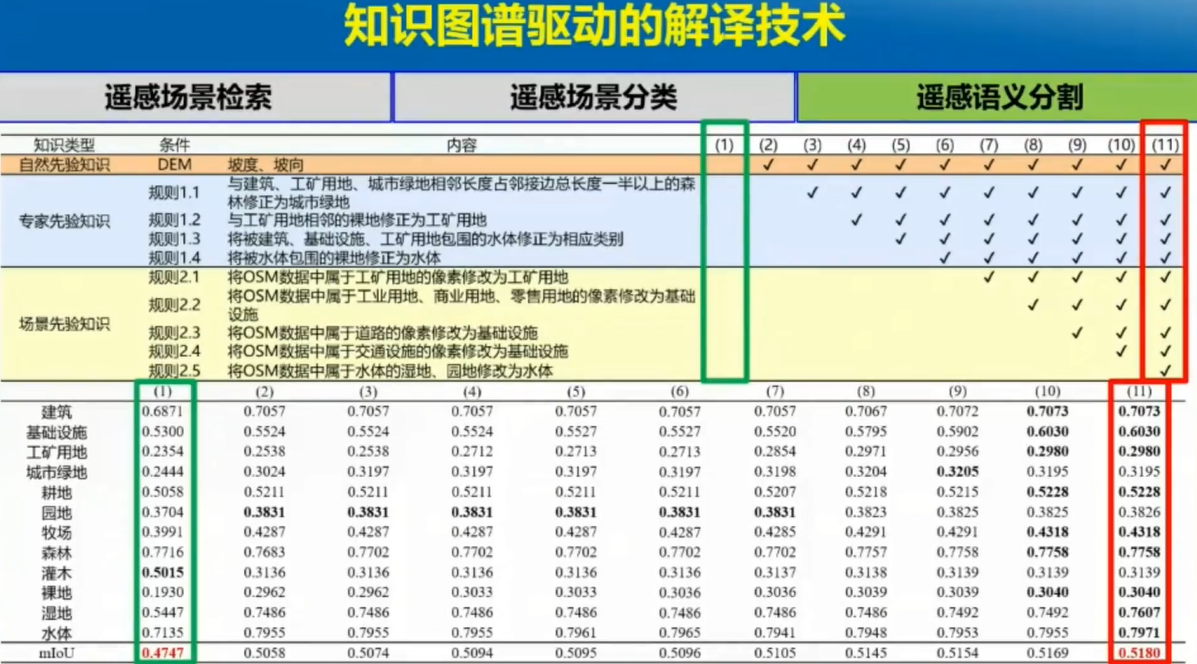 知识图谱驱动的解译技术
遥感场景检索 遥感场景分类 遥感语义分割
知识类型 条件 内容 (1) (2) (3) (4) (5) (6) (7) (8) (9) (10) (11)
自然先验知识 DEM 坡度、坡向 ✓ ✓ ✓ ✓ ✓ ✓ ✓ ✓ ✓ ✓
专家先验知识 规则1.1 与建筑、工矿用地、城市绿地相邻长度占邻接边总长度一半以上的森
林修正为城市绿地 ✓ ✓ ✓ ✓ ✓ ✓ ✓ ✓ ✓
规则1.2 与工矿用地相邻的裸地修正为工矿用地 ✓ ✓ ✓ ✓ ✓ ✓ ✓ ✓
规则1.3 将被建筑、基础设施、工矿用地包围的水体修正为相应类别 ✓ ✓ ✓ ✓ ✓ ✓ ✓
规则1.4 将被水体包围的裸地修正为水体 ✓ ✓ ✓ ✓ ✓ ✓
场景先验知识 规则2.1 将OSM数据中属于工矿用地的像素修改为工矿用地 ✓ ✓ ✓ ✓ ✓
规则2.2 将OSM数据中属于工业用地、商业用地、零售用地的像素修改为基础
设施 ✓ ✓ ✓ ✓
规则2.3 将OSM数据中属于道路的像素修改为基础设施 ✓ ✓ ✓
规则2.4 将OSM数据中属于交通设施的像素修改为基础设施 ✓ ✓
规则2.5 将OSM数据中属于水体的湿地、园地修改为水体 ✓
(1) (2) (3) (4) (5) (6) (7) (8) (9) (10) (11)
建筑 0.6871 0.7057 0.7057 0.7057 0.7057 0.7057 0.7057 0.7067 0.7072 0.7073 0.7073
基础设施 0.5300 0.5524 0.5524 0.5524 0.5527 0.5527 0.5520 0.5795 0.5902 0.6030 0.6030
工矿用地 0.2354 0.2538 0.2538 0.2712 0.2713 0.2713 0.2854 0.2971 0.2956 0.2980 0.2980
城市绿地 0.2444 0.3024 0.3197 0.3197 0.3197 0.3197 0.3198 0.3204 0.3205 0.3195 0.3195
耕地 0.5058 0.5211 0.5211 0.5211 0.5211 0.5211 0.5207 0.5218 0.5215 0.5228 0.5228
园地 0.3704 0.3831 0.3831 0.3831 0.3831 0.3831 0.3831 0.3823 0.3825 0.3825 0.3826
牧场 0.3991 0.4287 0.4287 0.4287 0.4287 0.4287 0.4285 0.4291 0.4291 0.4318 0.4318
森林 0.7716 0.7683 0.7702 0.7702 0.7702 0.7702 0.7702 0.7757 0.7758 0.7758 0.7758
灌木 0.5015 0.3136 0.3136 0.3136 0.3136 0.3136 0.3137 0.3138 0.3139 0.3139 0.3139
裸地 0.1930 0.2962 0.2962 0.3033 0.3033 0.3036 0.3036 0.3039 0.3039 0.3040 0.3040
湿地 0.5447 0.7486 0.7486 0.7486 0.7486 0.7486 0.7486 0.7486 0.7492 0.7492 0.7607
水体 0.7135 0.7955 0.7955 0.7955 0.7961 0.7965 0.7941 0.7948 0.7953 0.7955 0.7971
mIoU 0.4747 0.5058 0.5074 0.5094 0.5095 0.5096 0.5105 0.5145 0.5154 0.5169 0.5180